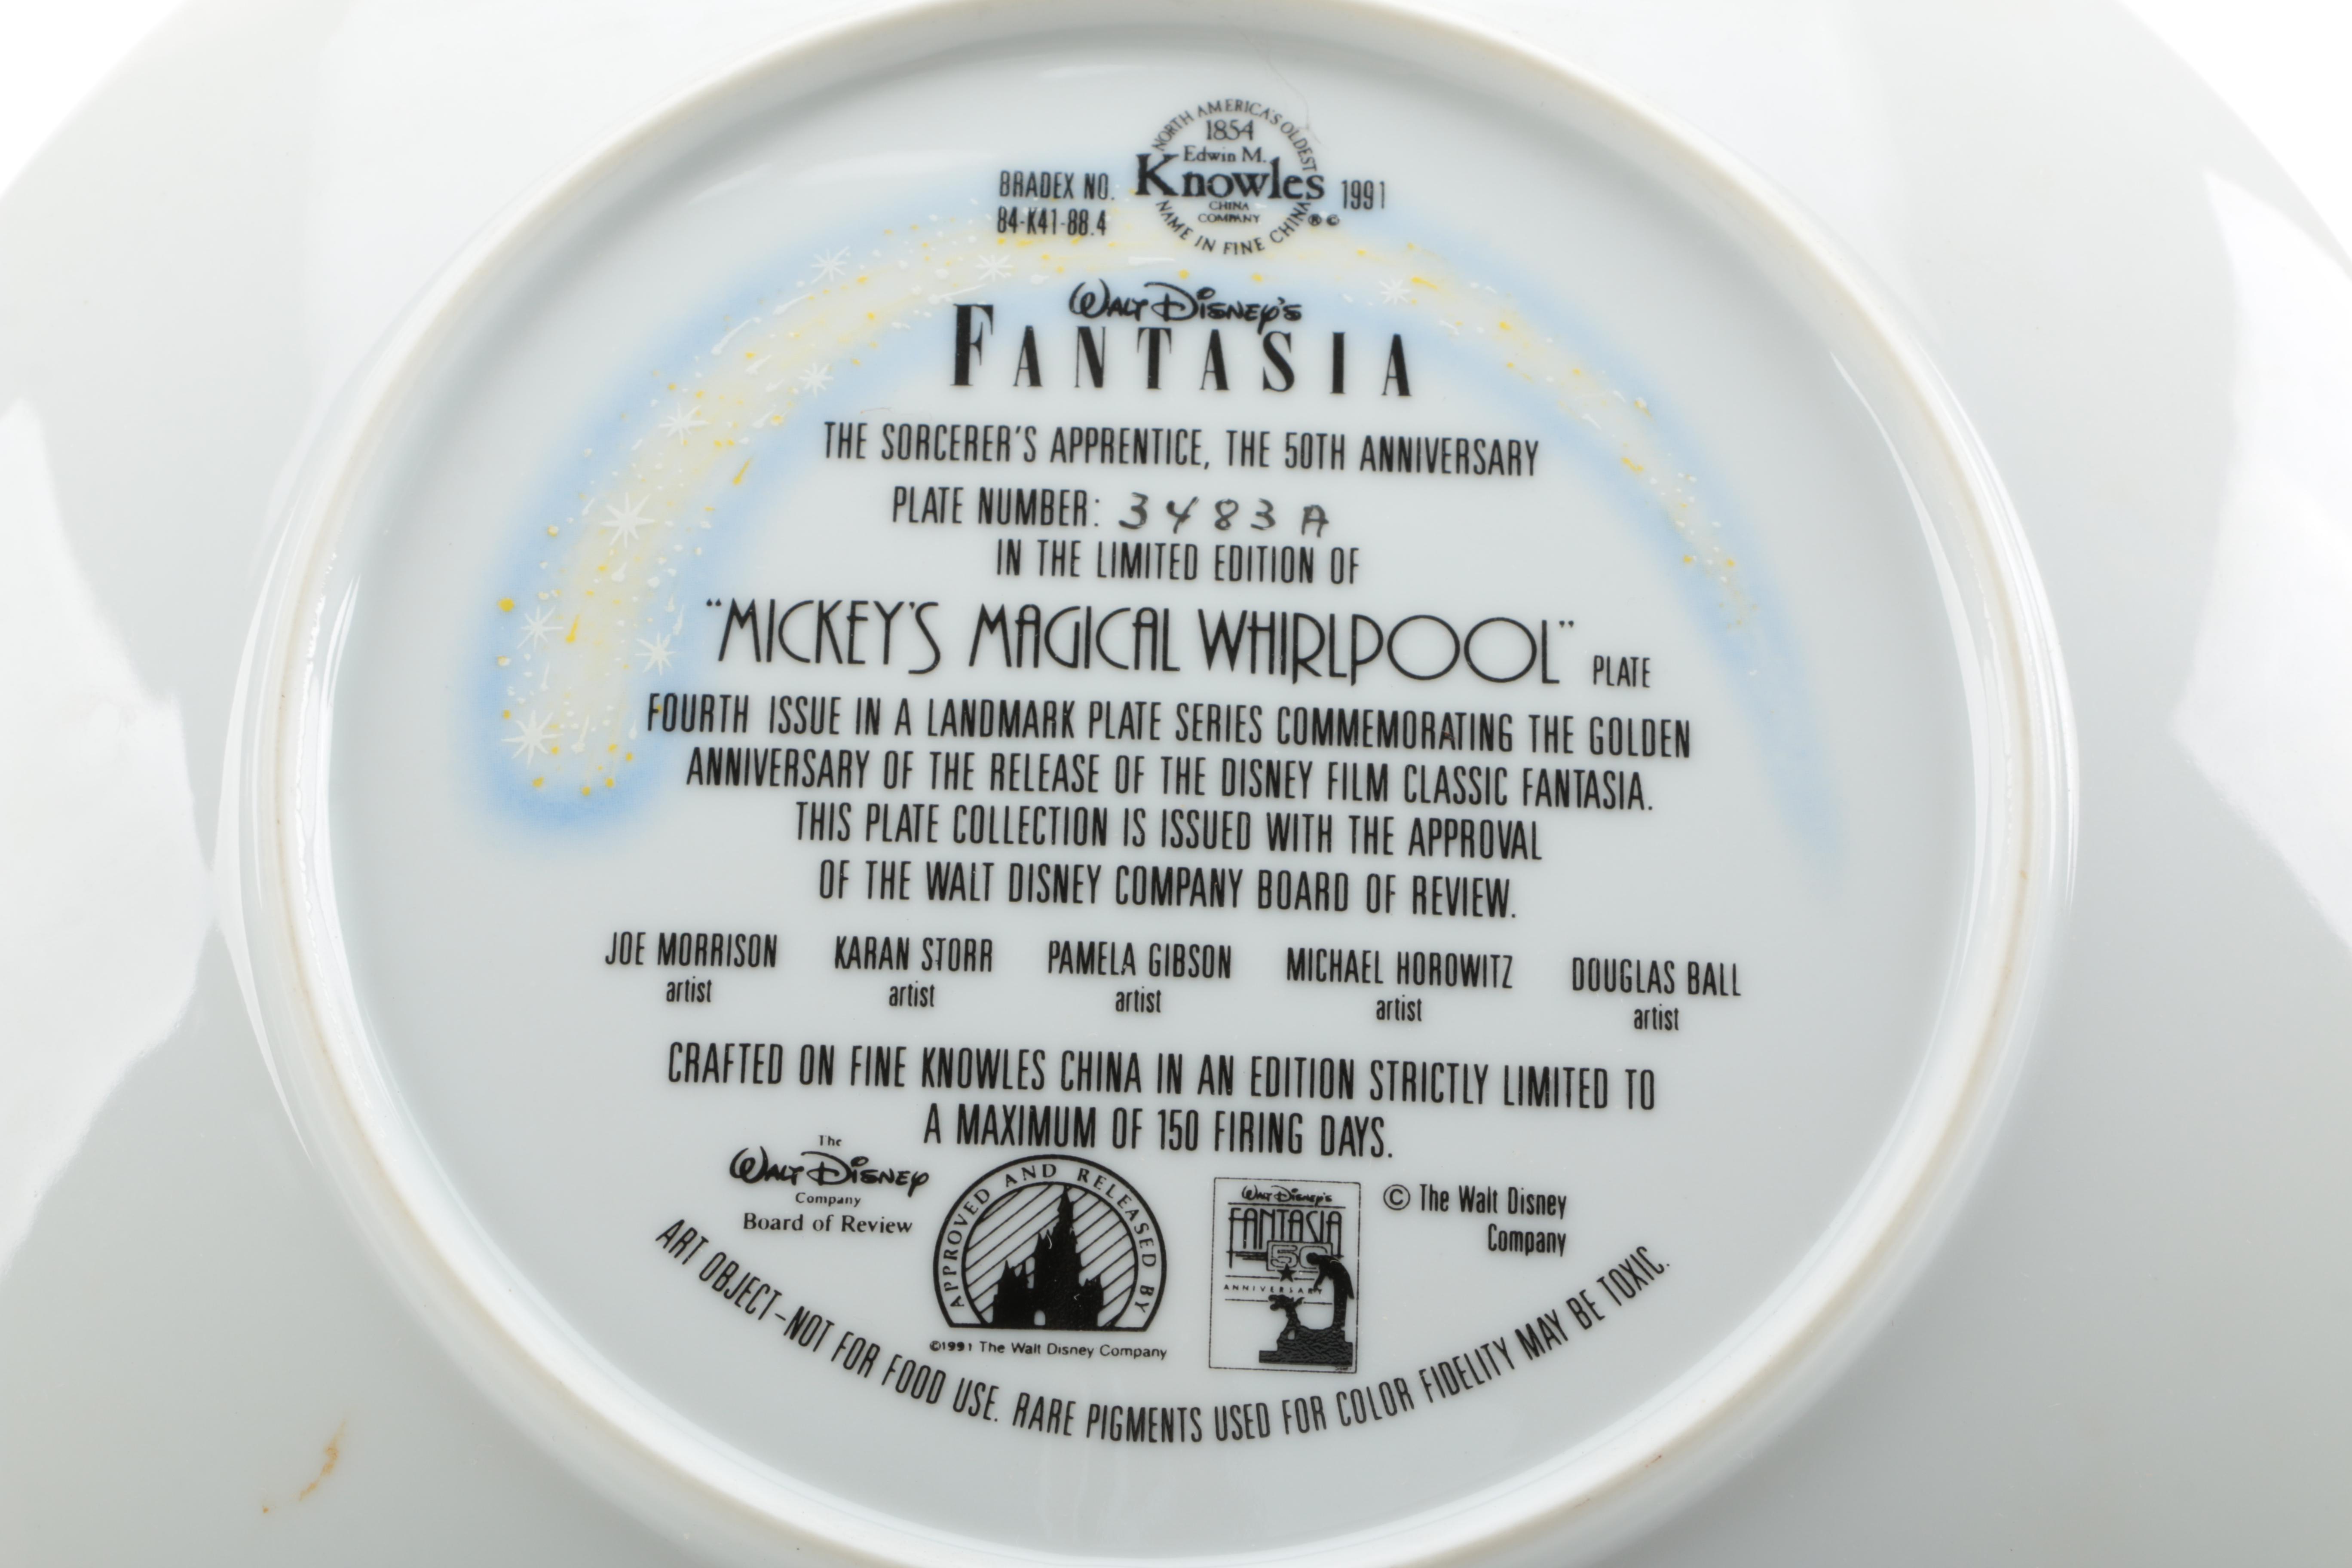 NORTH AMERICA'S OLDEST
1854
Edwin M.
BRADEX NO. Knowles 1991
CHINA
84-K41-88.4 COMPANY ® ©
NAME IN FINE CHINA
WALT DISNEY'S
FANTASIA
THE SORCERER'S APPRENTICE, THE 50TH ANNIVERSARY
PLATE NUMBER: 3483A
IN THE LIMITED EDITION OF
"MICKEY'S MAGICAL WHIRLPOOL" PLATE
FOURTH ISSUE IN A LANDMARK PLATE SERIES COMMEMORATING THE GOLDEN
ANNIVERSARY OF THE RELEASE OF THE DISNEY FILM CLASSIC FANTASIA.
THIS PLATE COLLECTION IS ISSUED WITH THE APPROVAL
OF THE WALT DISNEY COMPANY BOARD OF REVIEW.
JOE MORRISON KARAN STORR PAMELA GIBSON MICHAEL HOROWITZ DOUGLAS BALL
artist artist artist artist artist
CRAFTED ON FINE KNOWLES CHINA IN AN EDITION STRICTLY LIMITED TO
A MAXIMUM OF 150 FIRING DAYS.
The
WALT DISNEY
Company
Board of Review
APPROVED AND RELEASED BY
©1991 The Walt Disney Company
WALT DISNEY'S
FANTASIA
50
ANNIVERSARY
© The Walt Disney
Company
ART OBJECT—NOT FOR FOOD USE. RARE PIGMENTS USED FOR COLOR FIDELITY MAY BE TOXIC.